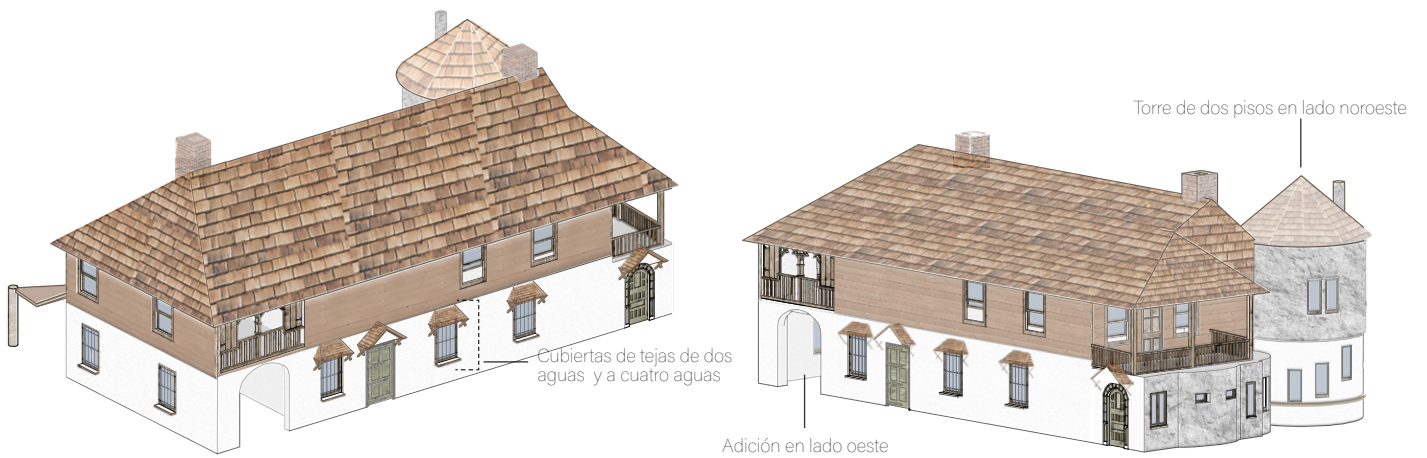 Torre de dos pisos en lado noroeste
Cubiertas de tejas de dos
aguas y a cuatro aguas
Adición en lado oeste